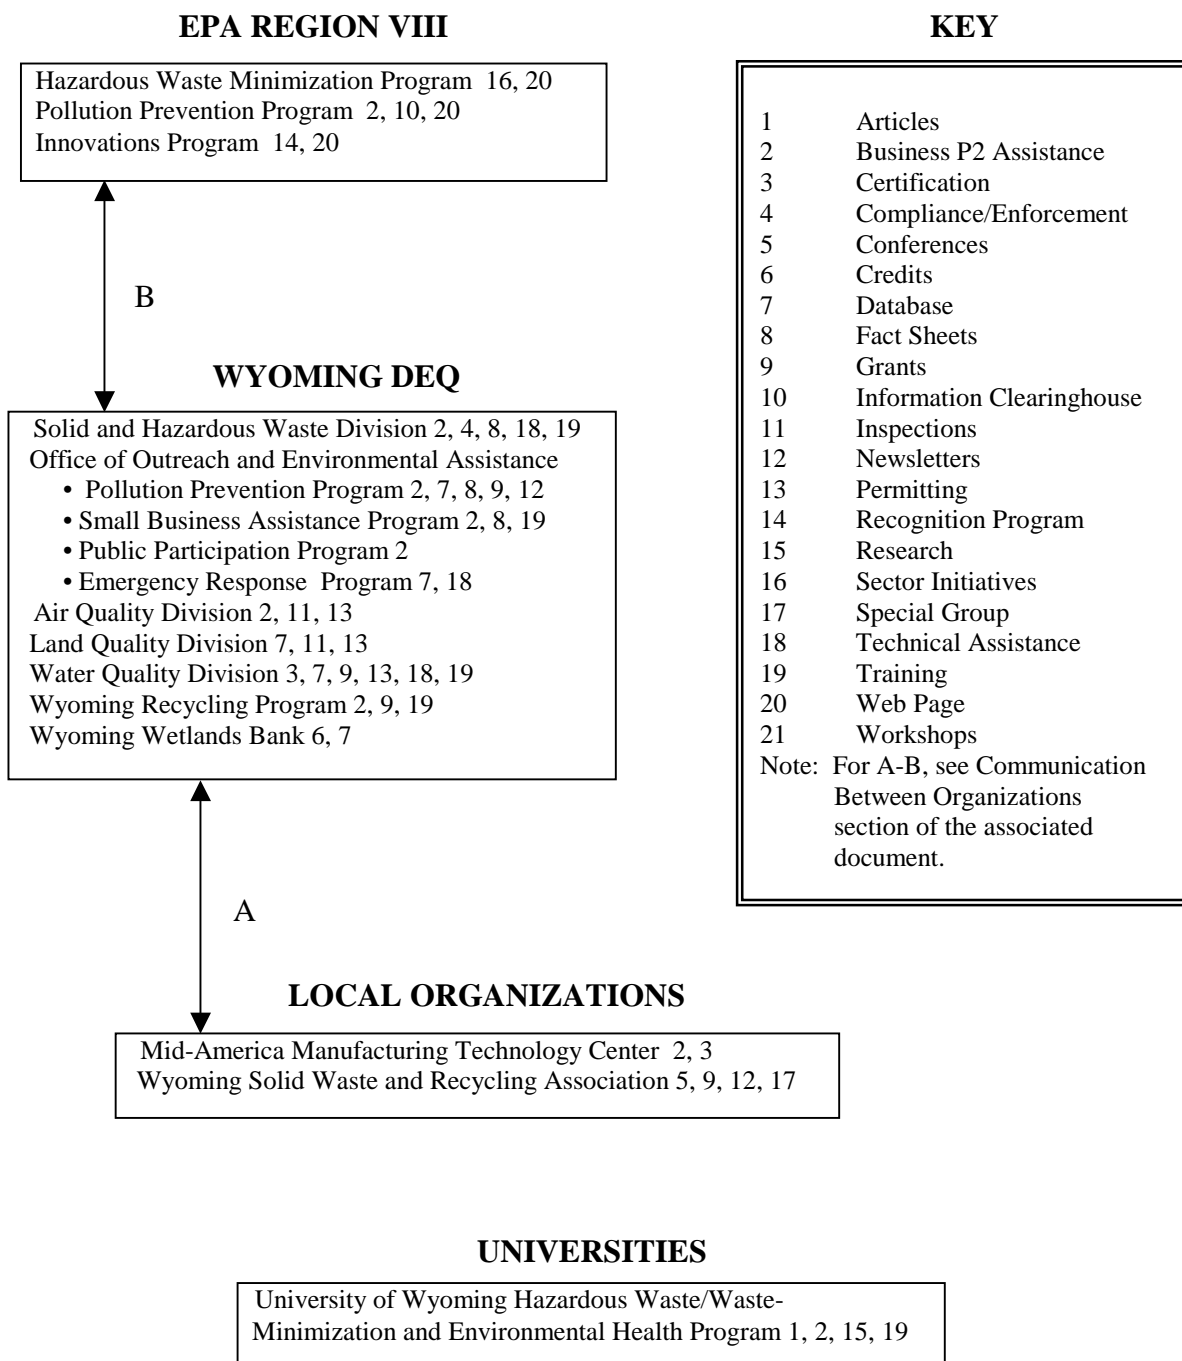 EPA REGION VIII
Hazardous Waste Minimization Program 16, 20
Pollution Prevention Program 2, 10, 20
Innovations Program 14, 20
B
WYOMING DEQ
Solid and Hazardous Waste Division 2, 4, 8, 18, 19
Office of Outreach and Environmental Assistance
• Pollution Prevention Program 2, 7, 8, 9, 12
• Small Business Assistance Program 2, 8, 19
• Public Participation Program 2
• Emergency Response Program 7, 18
Air Quality Division 2, 11, 13
Land Quality Division 7, 11, 13
Water Quality Division 3, 7, 9, 13, 18, 19
Wyoming Recycling Program 2, 9, 19
Wyoming Wetlands Bank 6, 7
A
LOCAL ORGANIZATIONS
Mid-America Manufacturing Technology Center 2, 3
Wyoming Solid Waste and Recycling Association 5, 9, 12, 17
UNIVERSITIES
University of Wyoming Hazardous Waste/Waste-
Minimization and Environmental Health Program 1, 2, 15, 19
KEY
1 Articles
2 Business P2 Assistance
3 Certification
4 Compliance/Enforcement
5 Conferences
6 Credits
7 Database
8 Fact Sheets
9 Grants
10 Information Clearinghouse
11 Inspections
12 Newsletters
13 Permitting
14 Recognition Program
15 Research
16 Sector Initiatives
17 Special Group
18 Technical Assistance
19 Training
20 Web Page
21 Workshops
Note: For A-B, see Communication
Between Organizations
section of the associated
document.